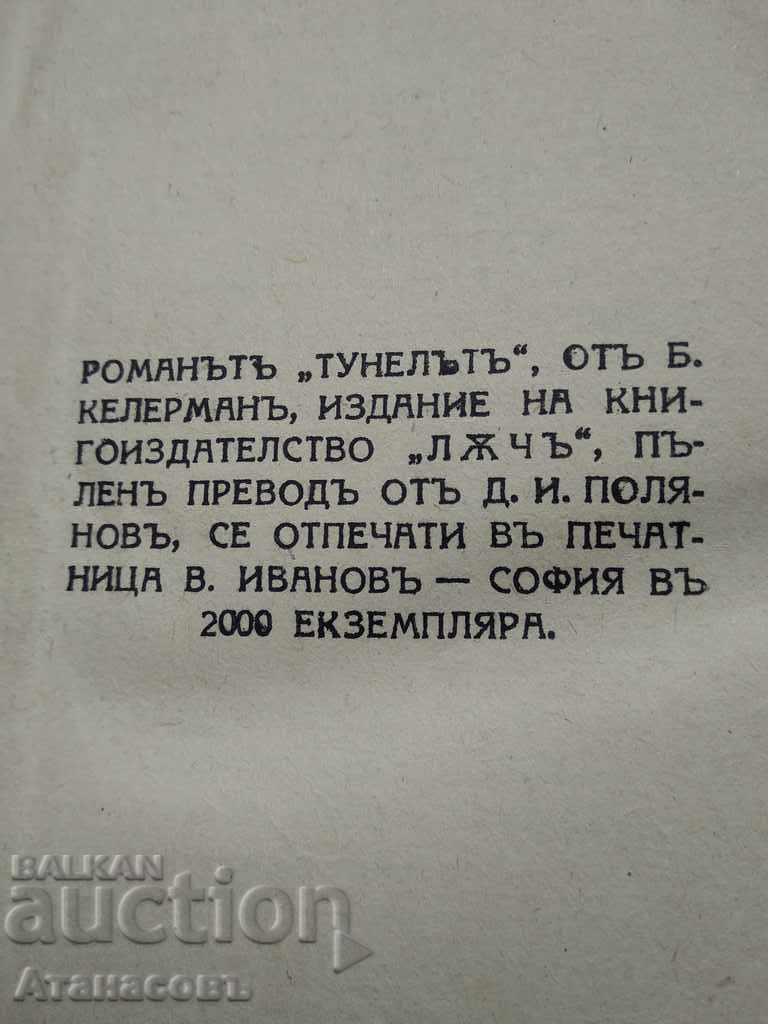 РОМАНЪТЪ „ТУНЕЛЪТЪ“, ОТЪ Б.
КЕЛЕРМАНЪ, ИЗДАНИЕ НА КНИ-
ГОИЗДАТЕЛСТВО „ЛѪЧЪ“, ПЪ-
ЛЕНЪ ПРЕВОДЪ ОТЪ Д. И. ПОЛЯ-
НОВЪ, СЕ ОТПЕЧАТИ ВЪ ПЕЧАТ-
НИЦА В. ИВАНОВЪ — СОФИЯ ВЪ
2000 ЕКЗЕМПЛЯРА.
BALKAN
auction
Атанасовъ